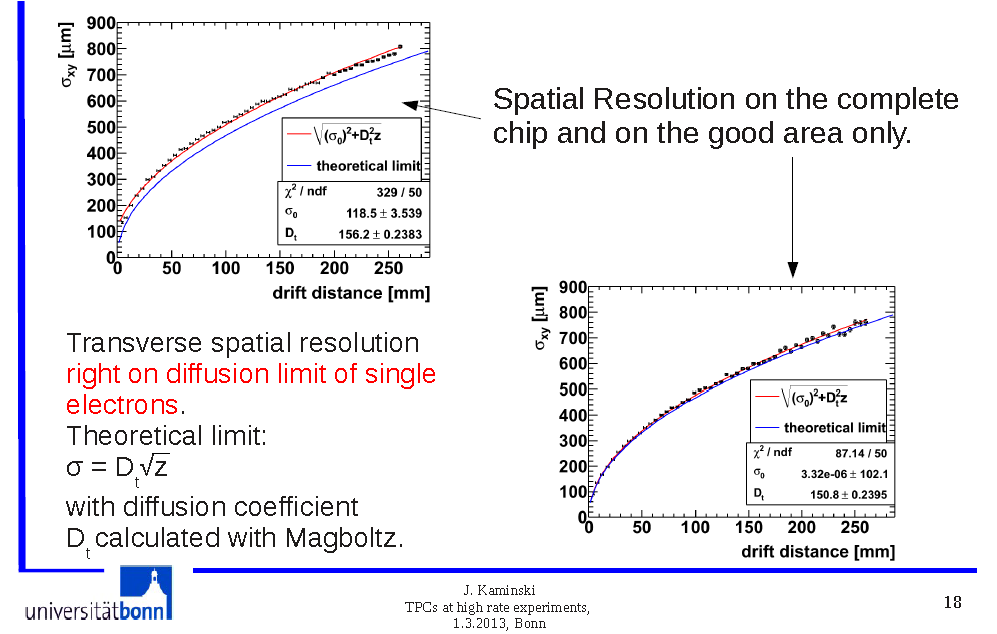 900
800
700
600
500
400
300
200
100
0
σxy [μm]
0 50 100 150 200 250
drift distance [mm]
√(σ₀)²+Dₜ²z
theoretical limit
χ² / ndf 329 / 50
σ₀ 118.5 ± 3.539
Dₜ 156.2 ± 0.2383
Spatial Resolution on the complete
chip and on the good area only.
900
800
700
600
500
400
300
200
100
0
σxy [μm]
0 50 100 150 200 250
drift distance [mm]
√(σ₀)²+Dₜ²z
theoretical limit
χ² / ndf 87.14 / 50
σ₀ 3.32e-06 ± 102.1
Dₜ 150.8 ± 0.2395
Transverse spatial resolution
right on diffusion limit of single
electrons.
Theoretical limit:
σ = Dₜ√z
with diffusion coefficient
Dₜ calculated with Magboltz.
universitätbonn
J. Kaminski
TPCs at high rate experiments,
1.3.2013, Bonn
18